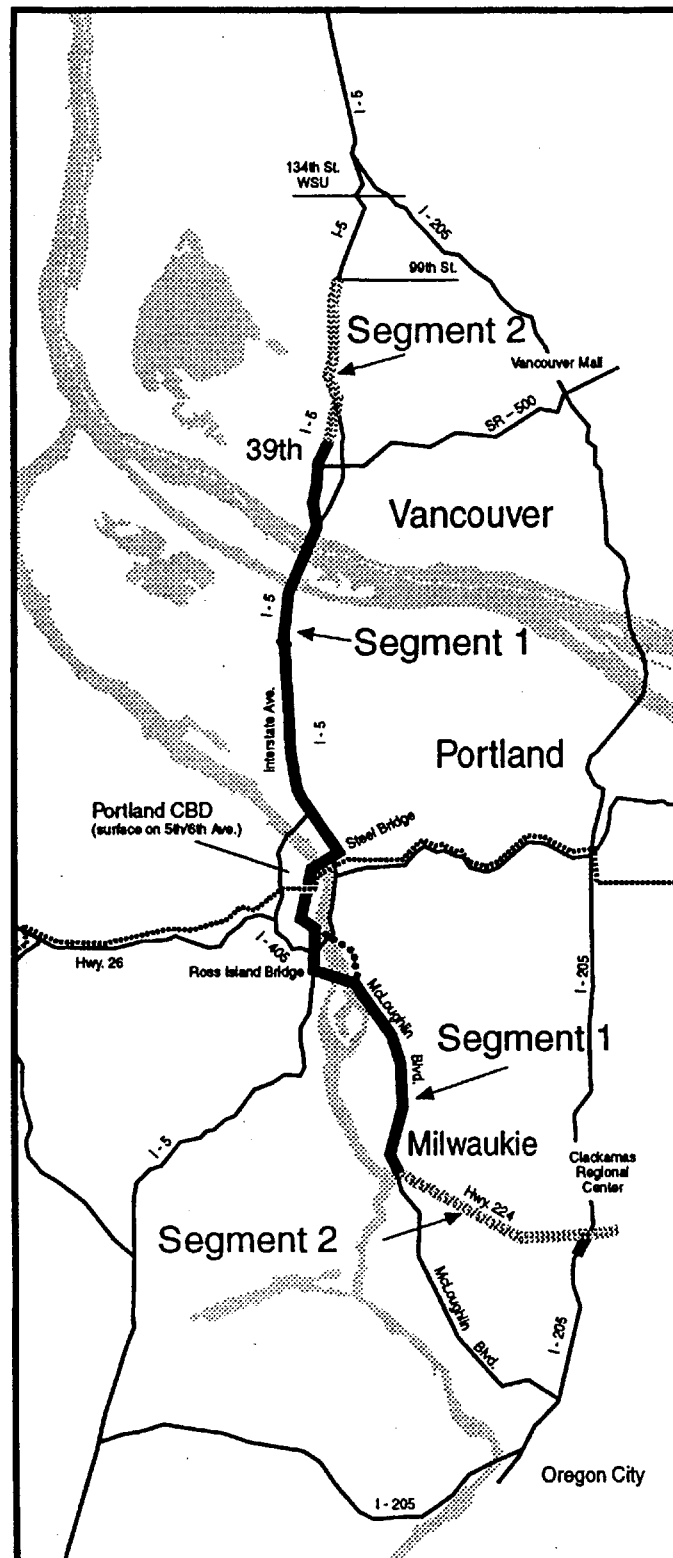 I - 5
134th St.
WSU
I-5
I - 205
99th St.
Segment 2
Vancouver Mall
SR - 500
I - 5
39th
Vancouver
I - 5
Segment 1
Interstate Ave.
I - 5
Portland
Portland CBD
(surface on 5th/6th Ave.)
Steel Bridge
Hwy. 26
I - 405
Ross Island Bridge
I - 205
McLoughlin
Blvd.
Segment 1
Milwaukie
I - 5
Clackamas
Regional
Center
Hwy. 224
Segment 2
McLoughlin
Blvd.
I - 205
Oregon City
I - 205